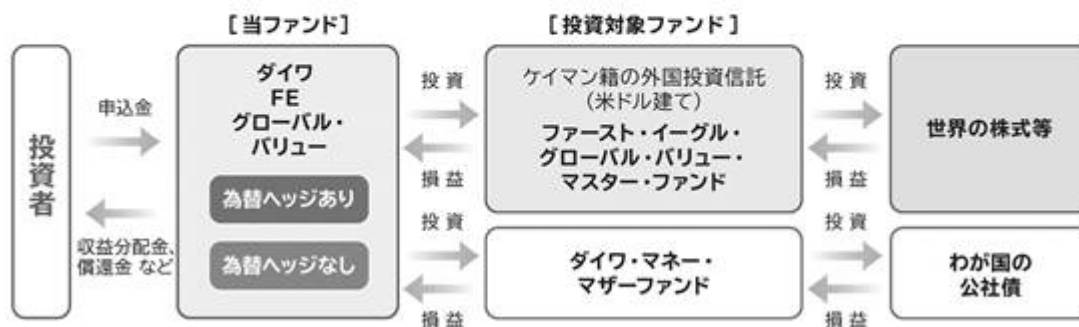 [当ファンド]
[投資対象ファンド]
投資者
申込金
収益分配金、
償還金 など
ダイワ
FE
グローバル・
バリュー
為替ヘッジあり
為替ヘッジなし
投資
損益
投資
損益
ケイマン籍の外国投資信託
(米ドル建て)
ファースト・イーグル・
グローバル・バリュー・
マスター・ファンド
ダイワ・マネー・
マザーファンド
投資
損益
投資
損益
世界の株式等
わが国の
公社債